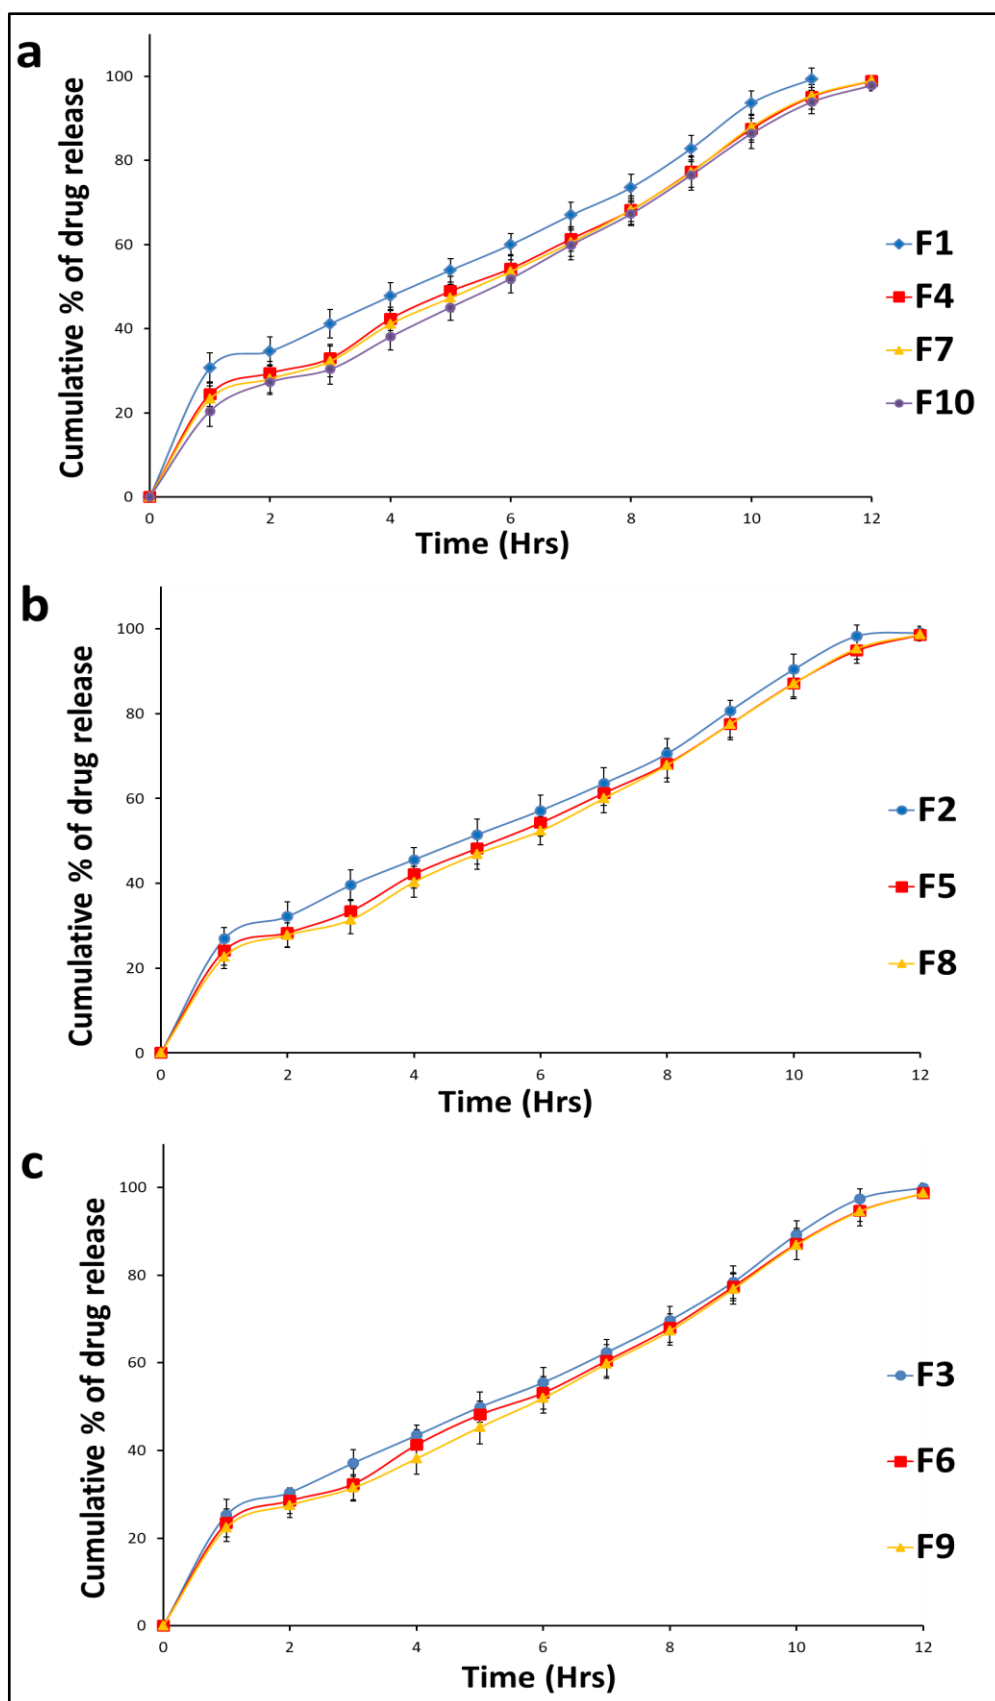 a
Cumulative % of drug release
100
80
60
40
20
0
0 2 4 6 8 10 12
Time (Hrs)
F1
F4
F7
F10
b
Cumulative % of drug release
100
80
60
40
20
0
0 2 4 6 8 10 12
Time (Hrs)
F2
F5
F8
c
Cumulative % of drug release
100
80
60
40
20
0
0 2 4 6 8 10 12
Time (Hrs)
F3
F6
F9